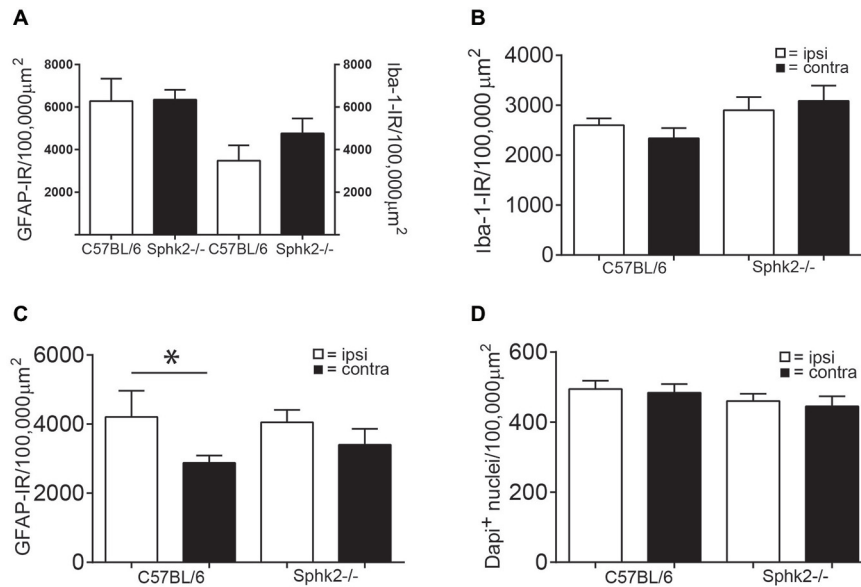 A
8000
6000
4000
2000
GFAP-IR/100,000μm²
8000
6000
4000
2000
Iba-1-IR/100,000μm²
C57BL/6 Sphk2-/- C57BL/6 Sphk2-/-
B
4000
3000
2000
1000
0
Iba-1-IR/100,000μm²
= ipsi
= contra
C57BL/6 Sphk2-/-
C
6000
4000
2000
0
GFAP-IR/100,000μm²
*
= ipsi
= contra
C57BL/6 Sphk2-/-
D
600
400
200
0
Dapi⁺ nuclei/100,000μm²
= ipsi
= contra
C57BL/6 Sphk2-/-